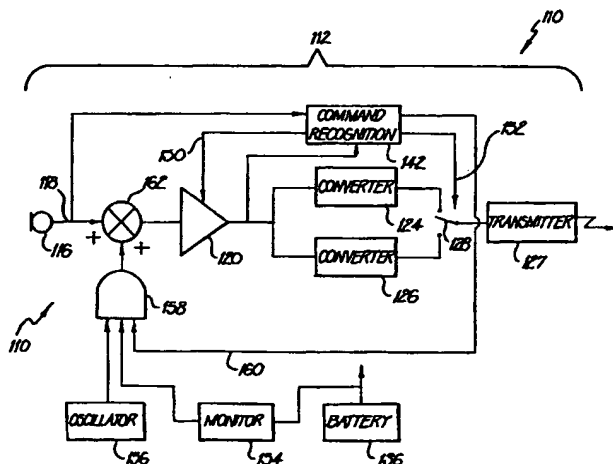 110
112
COMMAND
RECOGNITION
150
142
152
118
162
116
+
+
120
CONVERTER
124
CONVERTER
126
128
TRANSMITTER
127
158
110
160
OSCILLATOR
156
MONITOR
154
BATTERY
136